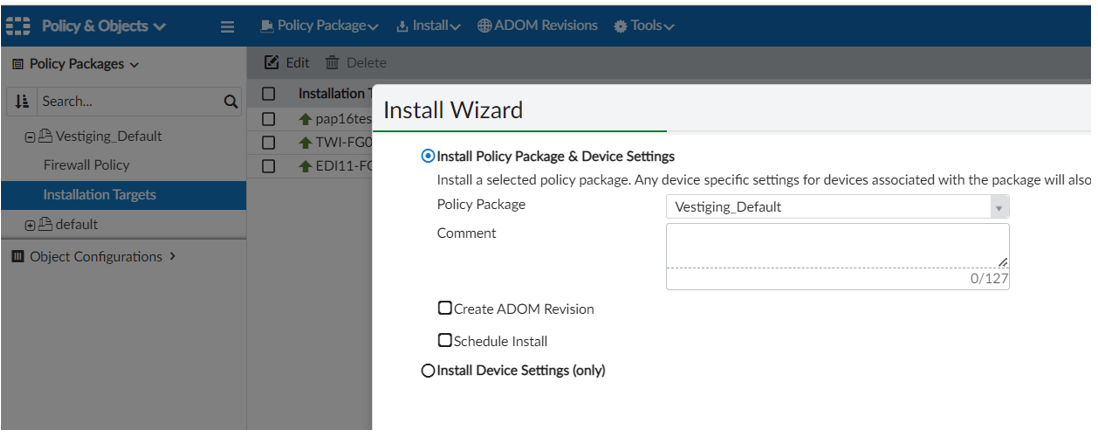 Policy & Objects
Policy Package
Install
ADOM Revisions
Tools
Policy Packages
Edit
Delete
Search...
Installation
Vestiging_Default
Firewall Policy
Installation Targets
default
Object Configurations
pap16tes
TWI-FG0
EDI11-FG
Install Wizard
Install Policy Package & Device Settings
Install a selected policy package. Any device specific settings for devices associated with the package will also
Policy Package
Vestiging_Default
Comment
0/127
Create ADOM Revision
Schedule Install
Install Device Settings (only)